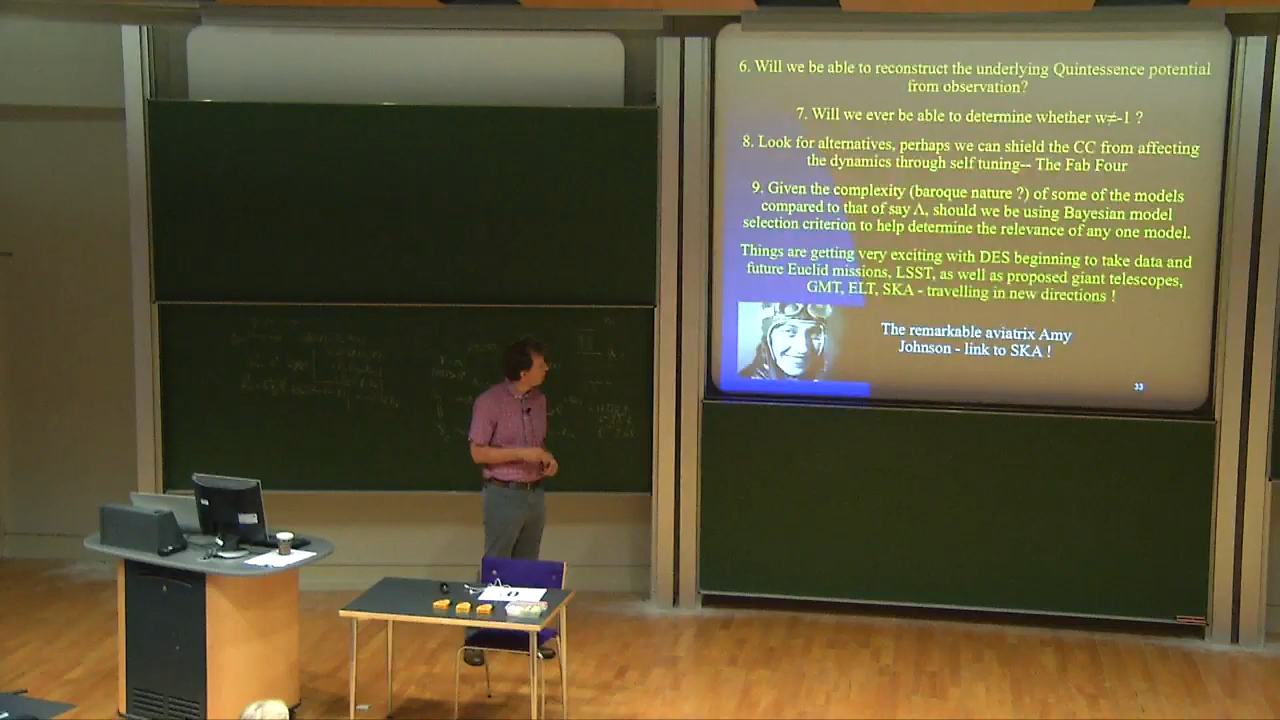 6. Will we be able to reconstruct the underlying Quintessence potential
from observation?
7. Will we ever be able to determine whether w≠-1 ?
8. Look for alternatives, perhaps we can shield the CC from affecting
the dynamics through self tuning-- The Fab Four
9. Given the complexity (baroque nature ?) of some of the models
compared to that of say Λ, should we be using Bayesian model
selection criterion to help determine the relevance of any one model.
Things are getting very exciting with DES beginning to take data and
future Euclid missions, LSST, as well as proposed giant telescopes,
GMT, ELT, SKA - travelling in new directions !
The remarkable aviatrix Amy
Johnson - link to SKA !
33